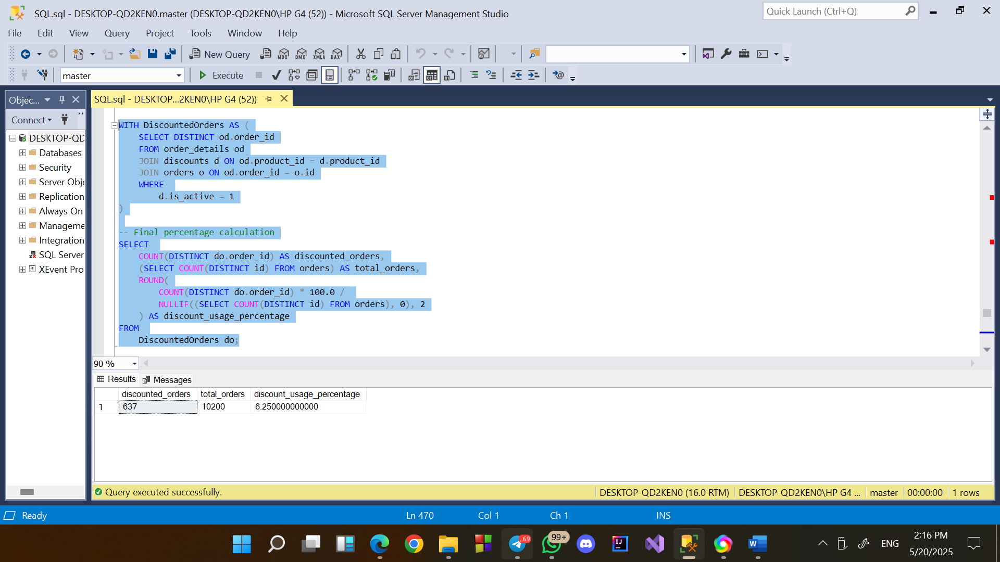 SQL.sql - DESKTOP-QD2KEN0.master (DESKTOP-QD2KEN0\HP G4 (52)) - Microsoft SQL Server Management Studio
Quick Launch (Ctrl+Q)
File Edit View Query Project Tools Window Help
New Query MDX DMX XMLA DAX
master Execute
Objec...
SQL.sql - DESKTOP...2KEN0\HP G4 (52))
Connect
DESKTOP-QD
Databases
Security
Server Obje
Replication
Always On
Manageme
Integration
SQL Server
XEvent Pro
WITH DiscountedOrders AS (
SELECT DISTINCT od.order_id
FROM order_details od
JOIN discounts d ON od.product_id = d.product_id
JOIN orders o ON od.order_id = o.id
WHERE
d.is_active = 1
)
-- Final percentage calculation
SELECT
COUNT(DISTINCT do.order_id) AS discounted_orders,
(SELECT COUNT(DISTINCT id) FROM orders) AS total_orders,
ROUND(
COUNT(DISTINCT do.order_id) * 100.0 /
NULLIF((SELECT COUNT(DISTINCT id) FROM orders), 0), 2
) AS discount_usage_percentage
FROM
DiscountedOrders do;
90 %
Results Messages
discounted_orders total_orders discount_usage_percentage
1 637 10200 6.250000000000
Query executed successfully.
DESKTOP-QD2KEN0 (16.0 RTM) DESKTOP-QD2KEN0\HP G4 ... master 00:00:00 1 rows
Ready Ln 470 Col 1 Ch 1 INS
..69
99+
IJ
W
ENG
2:16 PM
5/20/2025